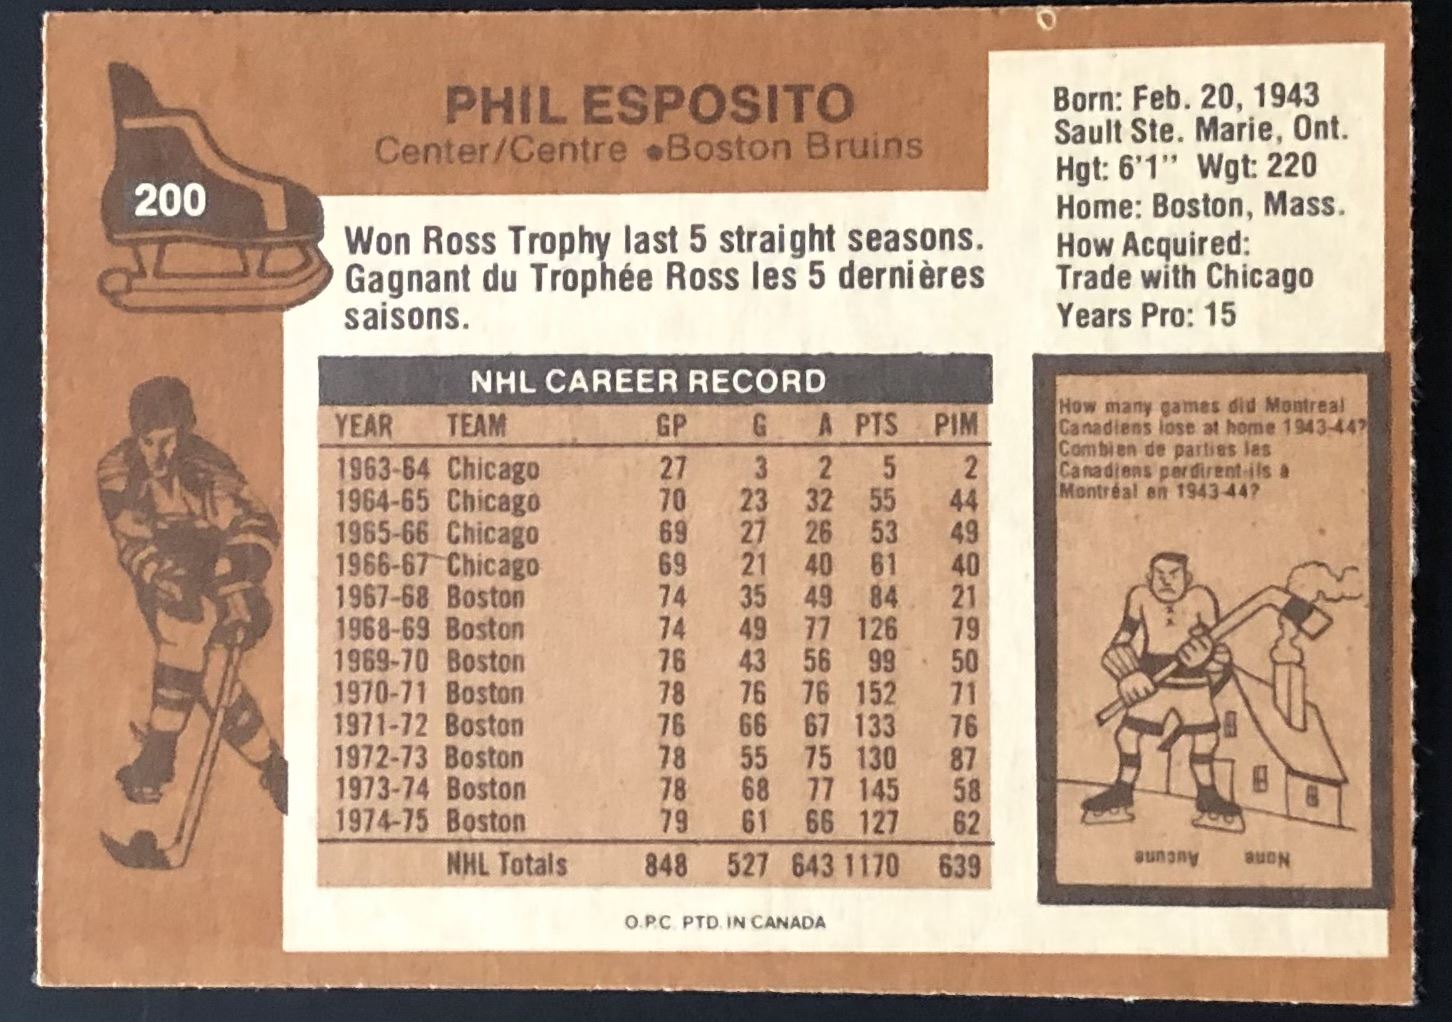 PHIL ESPOSITO
Center/Centre • Boston Bruins
200
Won Ross Trophy last 5 straight seasons.
Gagnant du Trophée Ross les 5 dernières
saisons.
Born: Feb. 20, 1943
Sault Ste. Marie, Ont.
Hgt: 6'1" Wgt: 220
Home: Boston, Mass.
How Acquired:
Trade with Chicago
Years Pro: 15
NHL CAREER RECORD
YEAR TEAM GP G A PTS PIM
1963-64 Chicago 27 3 2 5 2
1964-65 Chicago 70 23 32 55 44
1965-66 Chicago 69 27 26 53 49
1966-67 Chicago 69 21 40 61 40
1967-68 Boston 74 35 49 84 21
1968-69 Boston 74 49 77 126 79
1969-70 Boston 76 43 56 99 50
1970-71 Boston 78 76 76 152 71
1971-72 Boston 76 66 67 133 76
1972-73 Boston 78 55 75 130 87
1973-74 Boston 78 68 77 145 58
1974-75 Boston 79 61 66 127 62
NHL Totals 848 527 643 1170 639
How many games did Montreal
Canadiens lose at home 1943-44?
Combien de parties les
Canadiens perdirent-ils à
Montréal en 1943-44?
None Aucune
O.P.C. PTD. IN CANADA